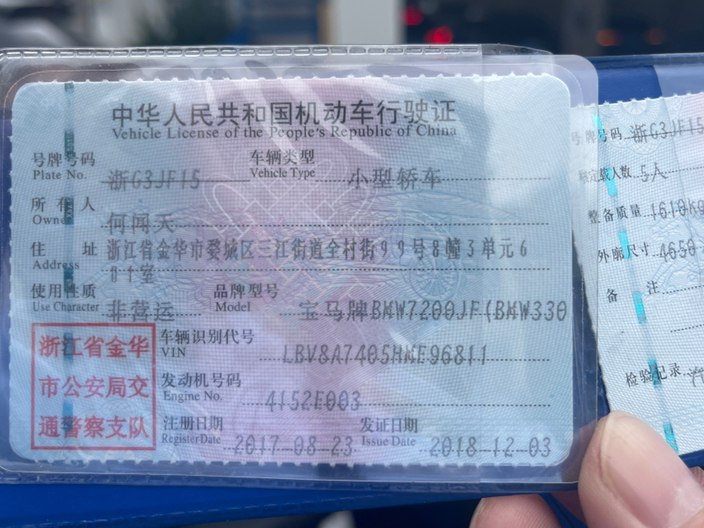 中华人民共和国机动车行驶证
Vehicle License of the People's Republic of China
号牌号码 浙G3JF15 车辆类型 小型轿车
Plate No. Vehicle Type
所有人 何闻天
Owner
住址 浙江省金华市婺城区三江街道全村街99号8幢3单元6
Address 01室
使用性质 非营运 品牌型号 宝马牌BMW7200JF(BMW330
Use Character Model
浙江省金华
市公安局交
通警察支队
车辆识别代号
VIN
发动机号码 4152E003
Engine No.
注册日期 2017-08-23 发证日期 2018-12-03
Register Date Issue Date
号牌号码 浙G3JF15
核定载人数 5人
整备质量 1610kg
外廓尺寸 4650
备注
检验记录